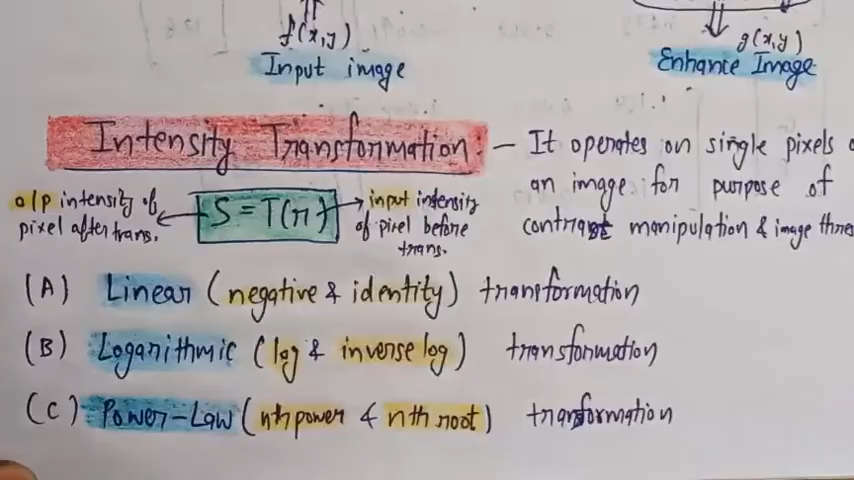 f(x,y)
Input image
g(x,y)
Enhance Image
Intensity Transformation :- It operates on single pixels
an image for purpose of
contrast manipulation & image thres
o/p intensity of
pixel after trans.
S = T(r)
input intensity
of pixel before
trans.
(A) Linear (negative & identity) transformation
(B) Logarithmic (log & inverse log) transformation
(C) Power-Law (nth power & nth root) transformation